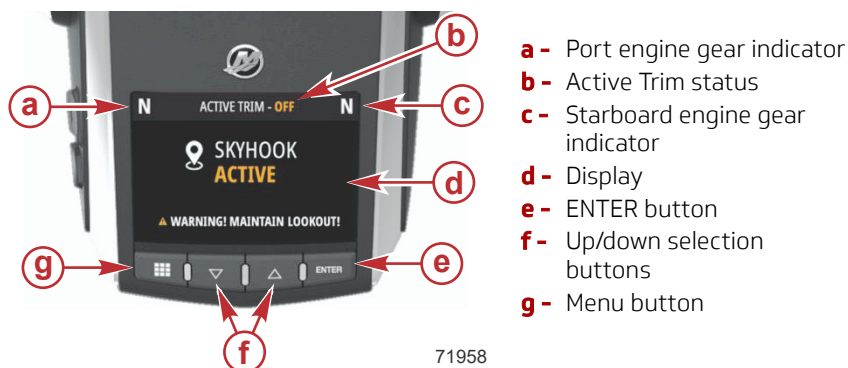 b
a
c
N
ACTIVE TRIM - OFF
N
SKYHOOK
ACTIVE
d
WARNING! MAINTAIN LOOKOUT!
g
ENTER
e
f
71958
a - Port engine gear indicator
b - Active Trim status
c - Starboard engine gear
indicator
d - Display
e - ENTER button
f - Up/down selection
buttons
g - Menu button